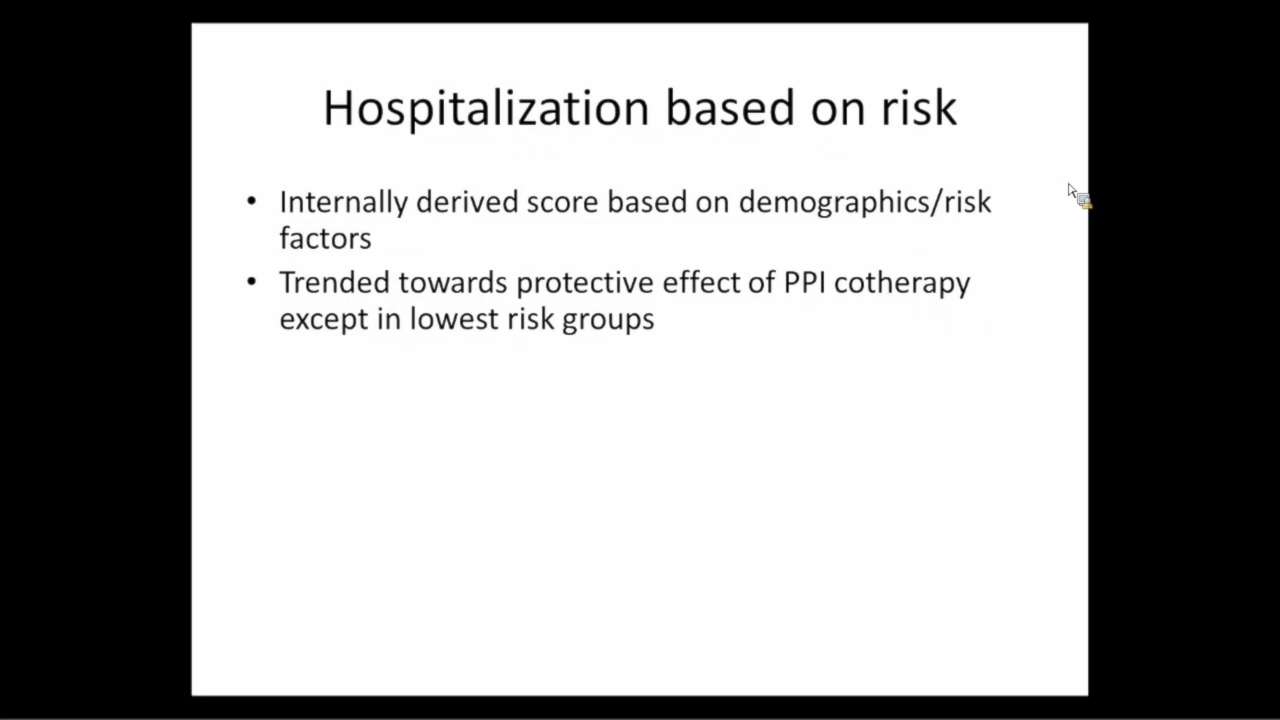 Hospitalization based on risk
• Internally derived score based on demographics/risk
factors
• Trended towards protective effect of PPI cotherapy
except in lowest risk groups